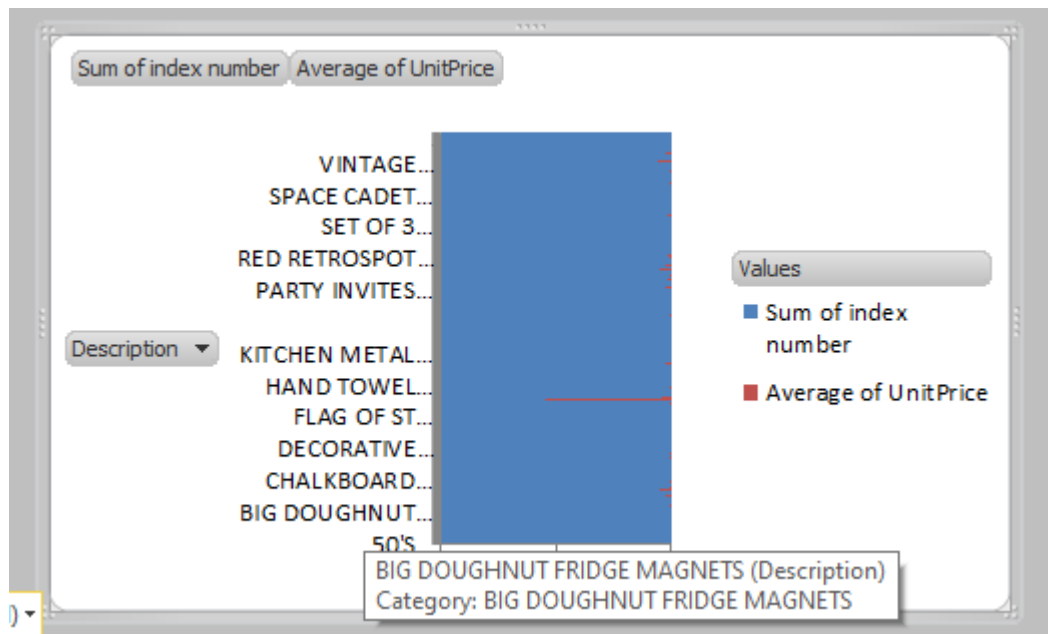 Sum of index number Average of UnitPrice
VINTAGE...
SPACE CADET...
SET OF 3...
RED RETROSPOT...
PARTY INVITES...
Description
KITCHEN METAL...
HAND TOWEL...
FLAG OF ST...
DECORATIVE...
CHALKBOARD...
BIG DOUGHNUT...
50'S
Values
Sum of index
number
Average of UnitPrice
BIG DOUGHNUT FRIDGE MAGNETS (Description)
Category: BIG DOUGHNUT FRIDGE MAGNETS
)